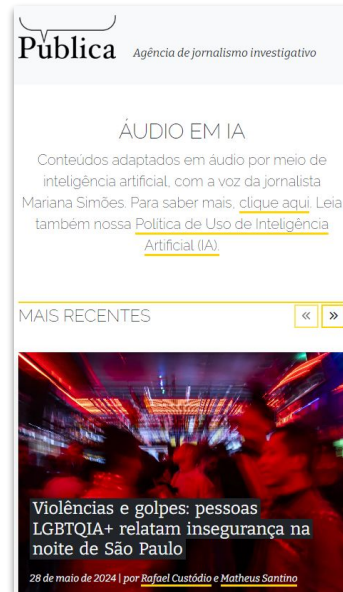 Pública
Agência de jornalismo investigativo
ÁUDIO EM IA
Conteúdos adaptados em áudio por meio de
inteligência artificial, com a voz da jornalista
Mariana Simões. Para saber mais, clique aqui. Leia
também nossa Política de Uso de Inteligência
Artificial (IA).
MAIS RECENTES
« »
Violências e golpes: pessoas
LGBTQIA+ relatam insegurança na
noite de São Paulo
28 de maio de 2024 | por Rafael Custódio e Matheus Santino